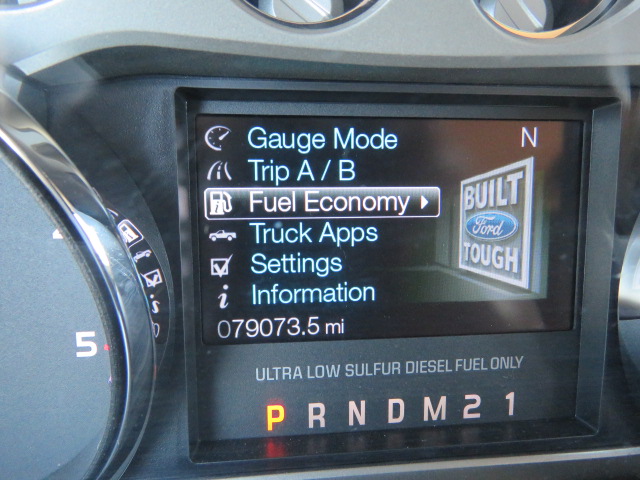 Gauge Mode
N
Trip A / B
Fuel Economy
Truck Apps
Settings
Information
079073.5 mi
BUILT
Ford
TOUGH
5
ULTRA LOW SULFUR DIESEL FUEL ONLY
P R N D M 2 1